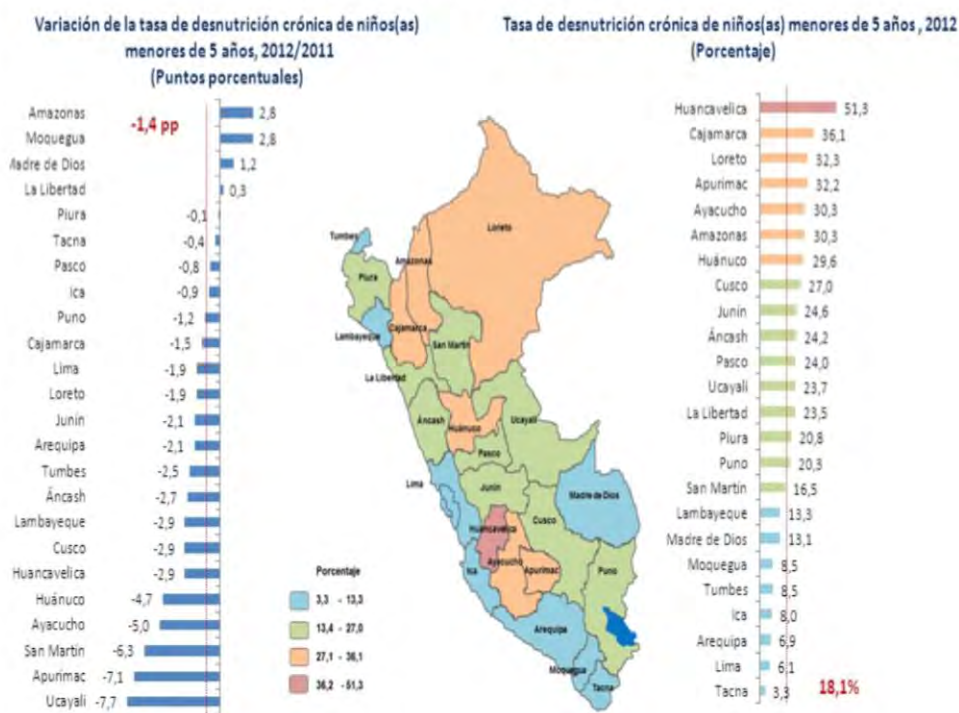 Variación de la tasa de desnutrición crónica de niños(as)
menores de 5 años, 2012/2011
(Puntos porcentuales)
Amazonas 2,8
Moquegua 2,8
adre de Dios 1,2
La Libertad 0,3
Piura -0,1
Tacna -0,4
Pasco -0,8
Ica -0,9
Puno -1,2
Cajamarca -1,5
Lima -1,9
Loreto -1,9
Junín -2,1
Arequipa -2,1
Tumbes -2,5
Áncash -2,7
Lambayeque -2,9
Cusco -2,9
Huancavelica -2,9
Huánuco -4,7
Ayacucho -5,0
San Martín -6,3
Apurimac -7,1
Ucayali -7,7
-1,4 pp
Tumbes
Piura
Lambayeque
Amazonas
Loreto
Cajamarca
San Martín
La Libertad
Áncash
Huánuco
Ucayali
Pasco
Lima
Junín
Madre de Dios
Huancavelica
Cusco
Ica
Ayacucho
Apurimac
Puno
Arequipa
Moquegua
Tacna
Porcentaje
3,3 - 13,3
13,4 - 27,0
27,1 - 36,1
36,2 - 51,3
Tasa de desnutrición crónica de niños(as) menores de 5 años , 2012
(Porcentaje)
Huancavelica 51,3
Cajamarca 36,1
Loreto 32,3
Apurimac 32,2
Ayacucho 30,3
Amazonas 30,3
Huánuco 29,6
Cusco 27,0
Junín 24,6
Áncash 24,2
Pasco 24,0
Ucayali 23,7
La Libertad 23,5
Piura 20,8
Puno 20,3
San Martín 16,5
Lambayeque 13,3
Madre de Dios 13,1
Moquegua 8,5
Tumbes 8,5
Ica 8,0
Arequipa 6,9
Lima 6,1
Tacna 3,3
18,1%